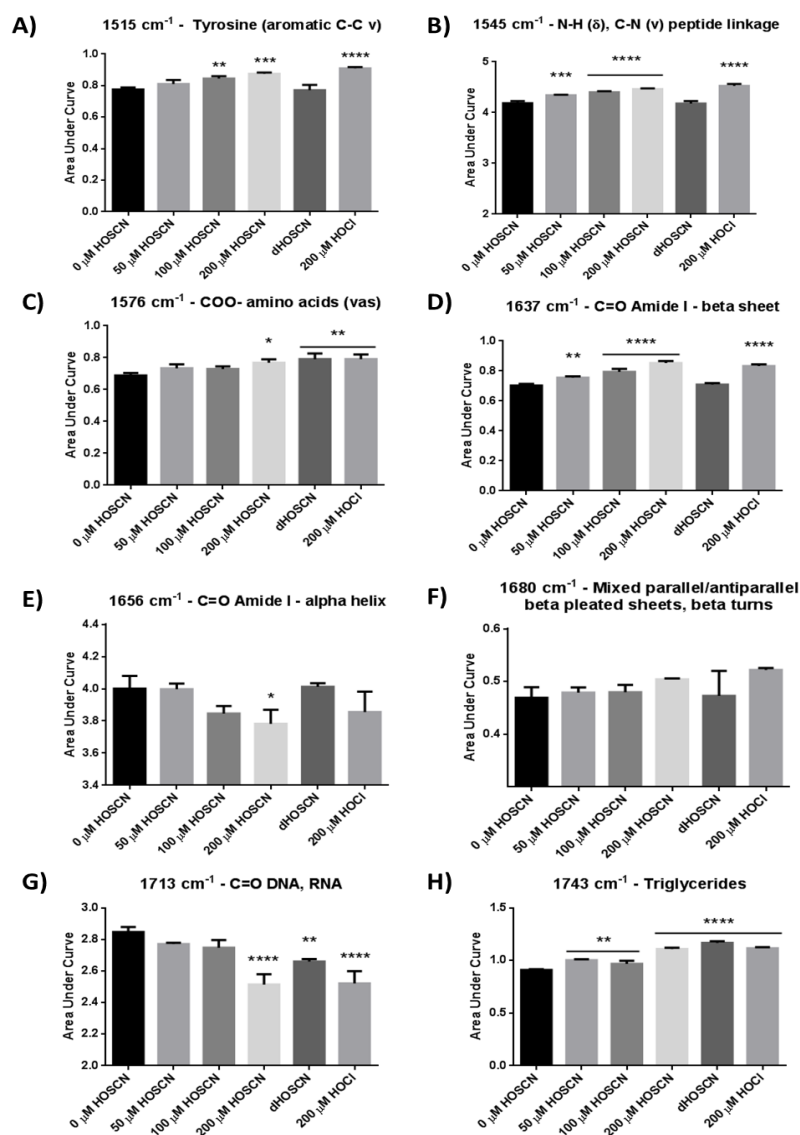 A)
1515 cm⁻¹ - Tyrosine (aromatic C-C v)
Area Under Curve
1.0
0.8
0.6
0.4
0.2
0.0
** *** ****
0 µM HOSCN
50 µM HOSCN
100 µM HOSCN
200 µM HOSCN
dHOSCN
200 µM HOCl
B)
1545 cm⁻¹ - N-H (δ), C-N (v) peptide linkage
Area Under Curve
5
4
3
2
*** **** ****
0 µM HOSCN
50 µM HOSCN
100 µM HOSCN
200 µM HOSCN
dHOSCN
200 µM HOCl
C)
1576 cm⁻¹ - COO- amino acids (vas)
Area Under Curve
1.0
0.8
0.6
0.4
0.2
0.0
* **
0 µM HOSCN
50 µM HOSCN
100 µM HOSCN
200 µM HOSCN
dHOSCN
200 µM HOCl
D)
1637 cm⁻¹ - C=O Amide I - beta sheet
Area Under Curve
1.0
0.8
0.6
0.4
0.2
0.0
** **** ****
0 µM HOSCN
50 µM HOSCN
100 µM HOSCN
200 µM HOSCN
dHOSCN
200 µM HOCl
E)
1656 cm⁻¹ - C=O Amide I - alpha helix
Area Under Curve
4.4
4.2
4.0
3.8
3.6
3.4
*
0 µM HOSCN
50 µM HOSCN
100 µM HOSCN
200 µM HOSCN
dHOSCN
200 µM HOCl
F)
1680 cm⁻¹ - Mixed parallel/antiparallel
beta pleated sheets, beta turns
Area Under Curve
0.6
0.5
0.4
0 µM HOSCN
50 µM HOSCN
100 µM HOSCN
200 µM HOSCN
dHOSCN
200 µM HOCl
G)
1713 cm⁻¹ - C=O DNA, RNA
Area Under Curve
3.0
2.8
2.6
2.4
2.2
2.0
**** ** ****
0 µM HOSCN
50 µM HOSCN
100 µM HOSCN
200 µM HOSCN
dHOSCN
200 µM HOCl
H)
1743 cm⁻¹ - Triglycerides
Area Under Curve
1.5
1.0
0.5
0.0
** ****
0 µM HOSCN
50 µM HOSCN
100 µM HOSCN
200 µM HOSCN
dHOSCN
200 µM HOCl